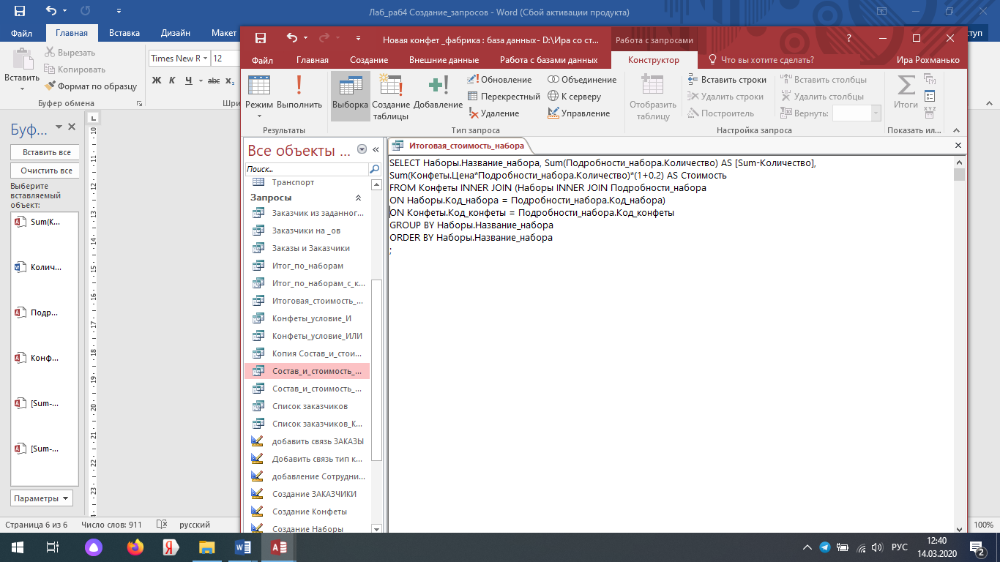 Лаб_раб4 Создание_запросов - Word (Сбой активации продукта)
Файл Главная Вставка Дизайн Макет
Вставить
Вырезать
Копировать
Формат по образцу
Буфер обмена
Times New R 12
Ж К Ч abc x₂
Шри
Буф...
Вставить все
Очистить все
Выберите
вставляемый
объект:
Sum(К...
Колич...
Подр...
Конф...
[Sum-...
[Sum-...
Параметры
Страница 6 из 6 Число слов: 911 русский
100%
Новая конфет _фабрика : база данных- D:\Ира со ст...
Работа с запросами
Файл Главная Создание Внешние данные Работа с базами данных Конструктор Что вы хотите сделать? Ира Рохманько
Режим Выполнить
Результаты
Выборка
Создание таблицы
Добавление
Обновление
Перекрестный
Удаление
Объединение
К серверу
Управление
Тип запроса
Отобразить таблицу
Вставить строки
Удалить строки
Построитель
Вставить столбцы
Удалить столбцы
Вернуть:
Настройка запроса
Итоги
Показать ил...
Все объекты ...
Поиск...
Транспорт
Запросы
Заказчик из заданног...
Заказчики на _ов
Заказы и Заказчики
Итог_по_наборам
Итог_по_наборам_с_к...
Итоговая_стоимость_...
Конфеты_условие_И
Конфеты_условие_ИЛИ
Копия Состав_и_стои...
Состав_и_стоимость_...
Состав_и_стоимость_...
Список заказчиков
Список заказчиков_К...
добавить связь ЗАКАЗЫ
Добавить связь тип к...
добавление Сотрудни...
Создание ЗАКАЗЧИКИ
Создание Конфеты
Создание Наборы
Итоговая_стоимость_набора
SELECT Наборы.Название_набора, Sum(Подробности_набора.Количество) AS [Sum-Количество],
Sum(Конфеты.Цена*Подробности_набора.Количество)*(1+0.2) AS Стоимость
FROM Конфеты INNER JOIN (Наборы INNER JOIN Подробности_набора
ON Наборы.Код_набора = Подробности_набора.Код_набора)
ON Конфеты.Код_конфеты = Подробности_набора.Код_конфеты
GROUP BY Наборы.Название_набора
ORDER BY Наборы.Название_набора
;
РУС
12:40
14.03.2020
2